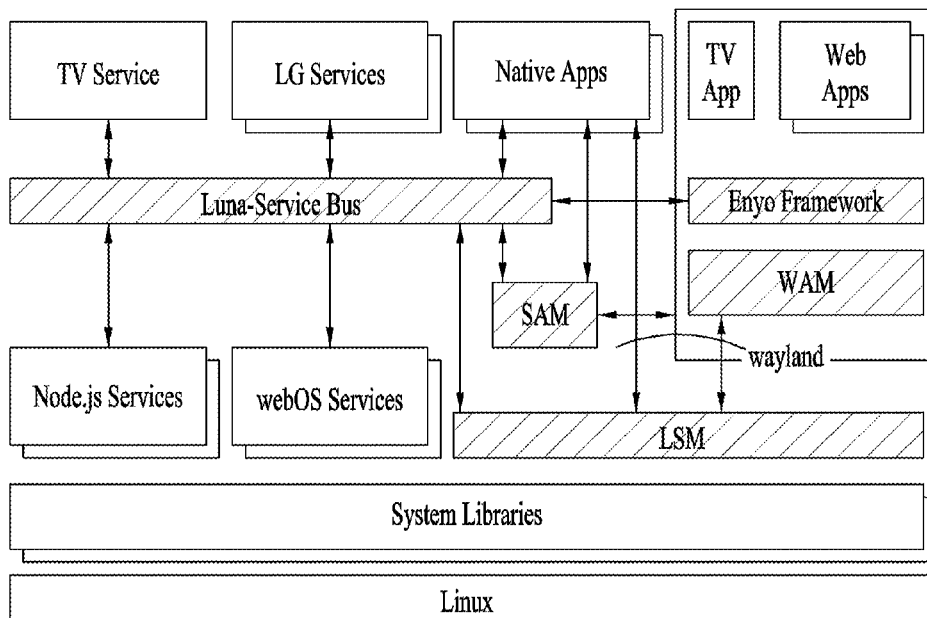 TV Service
LG Services
Native Apps
TV
App
Web
Apps
Luna-Service Bus
Enyo Framework
SAM
WAM
wayland
Node.js Services
webOS Services
LSM
System Libraries
Linux